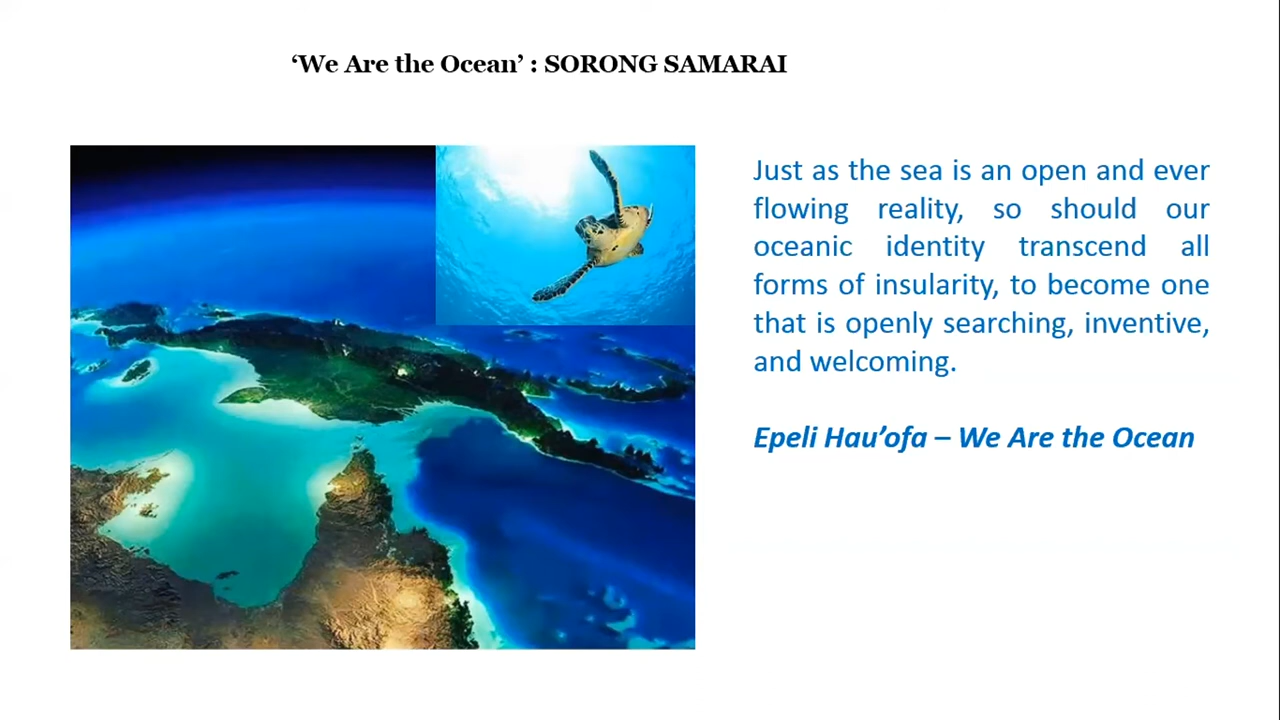 ‘We Are the Ocean’ : SORONG SAMARAI
Just as the sea is an open and ever
flowing reality, so should our
oceanic identity transcend all
forms of insularity, to become one
that is openly searching, inventive,
and welcoming.
Epeli Hau’ofa – We Are the Ocean